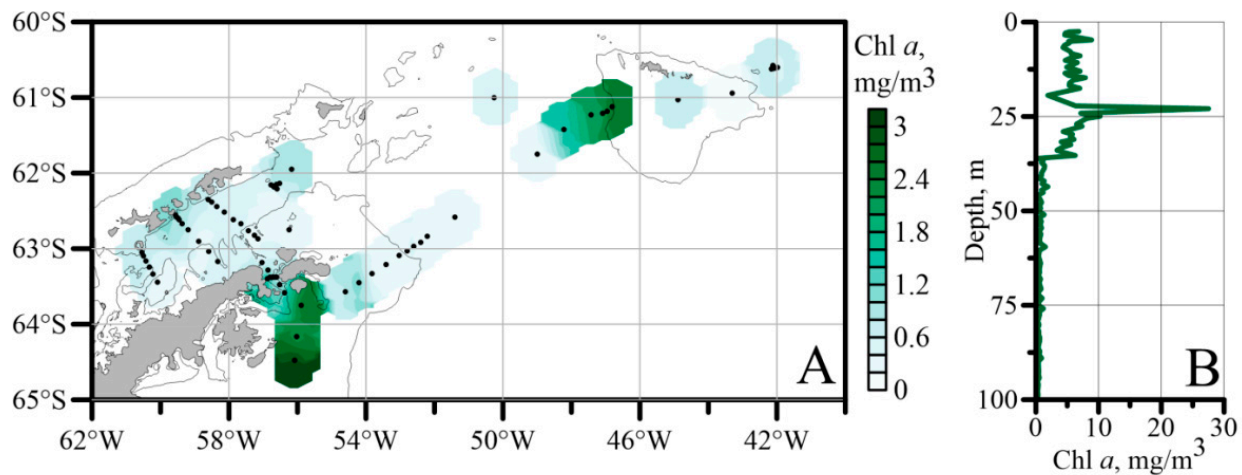 60°S
61°S
62°S
63°S
64°S
65°S
62°W
58°W
54°W
50°W
46°W
42°W
A
Chl a,
mg/m³
3
2.4
1.8
1.2
0.6
0
B
0
25
50
75
100
Depth, m
0
10
20
30
Chl a, mg/m³